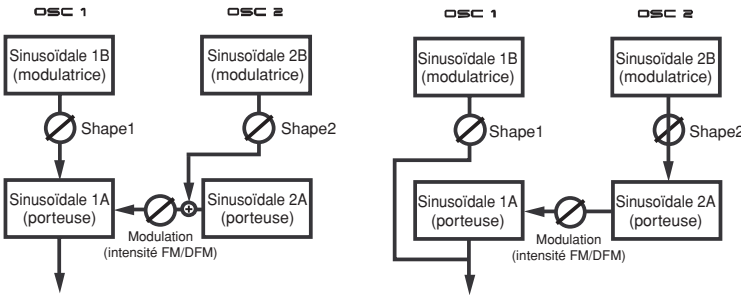 OSC 1
OSC 2
Sinusoïdale 1B
(modulatrice)
Sinusoïdale 2B
(modulatrice)
Shape1
Shape2
Sinusoïdale 1A
(porteuse)
Sinusoïdale 2A
(porteuse)
Modulation
(intensité FM/DFM)
OSC 1
OSC 2
Sinusoïdale 1B
(modulatrice)
Sinusoïdale 2B
(modulatrice)
Shape1
Shape2
Sinusoïdale 1A
(porteuse)
Sinusoïdale 2A
(porteuse)
Modulation
(intensité FM/DFM)